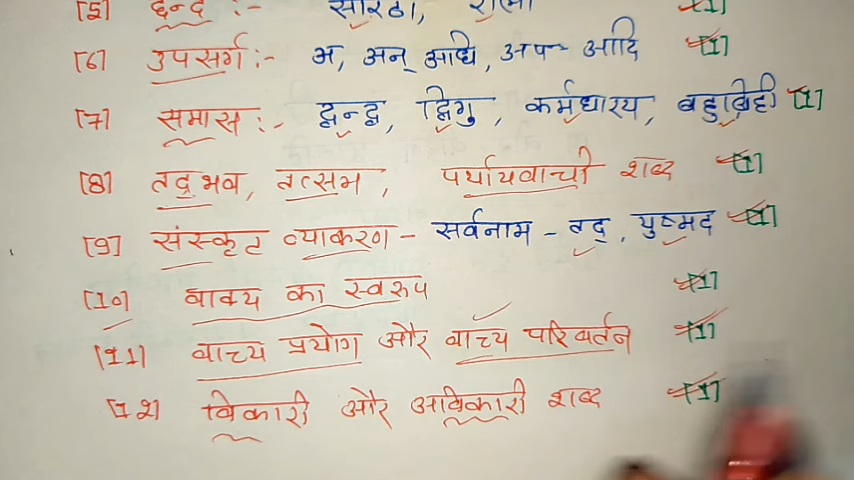 [5] छन्द :- सोरठा, रोला [1]
[6] उपसर्ग :- अ, अन् अधि, अप आदि [1]
[7] समास :- द्वन्द्व, द्विगु, कर्मधारय, बहुव्रीही [1]
[8] तद्भव, तत्सम, पर्यायवाची शब्द [1]
[9] संस्कृत व्याकरण - सर्वनाम - तद्, युष्मद [1]
[10] वाक्य का स्वरूप [1]
[11] वाच्य प्रयोग और वाच्य परिवर्तन [1]
12] विकारी और अविकारी शब्द [1]